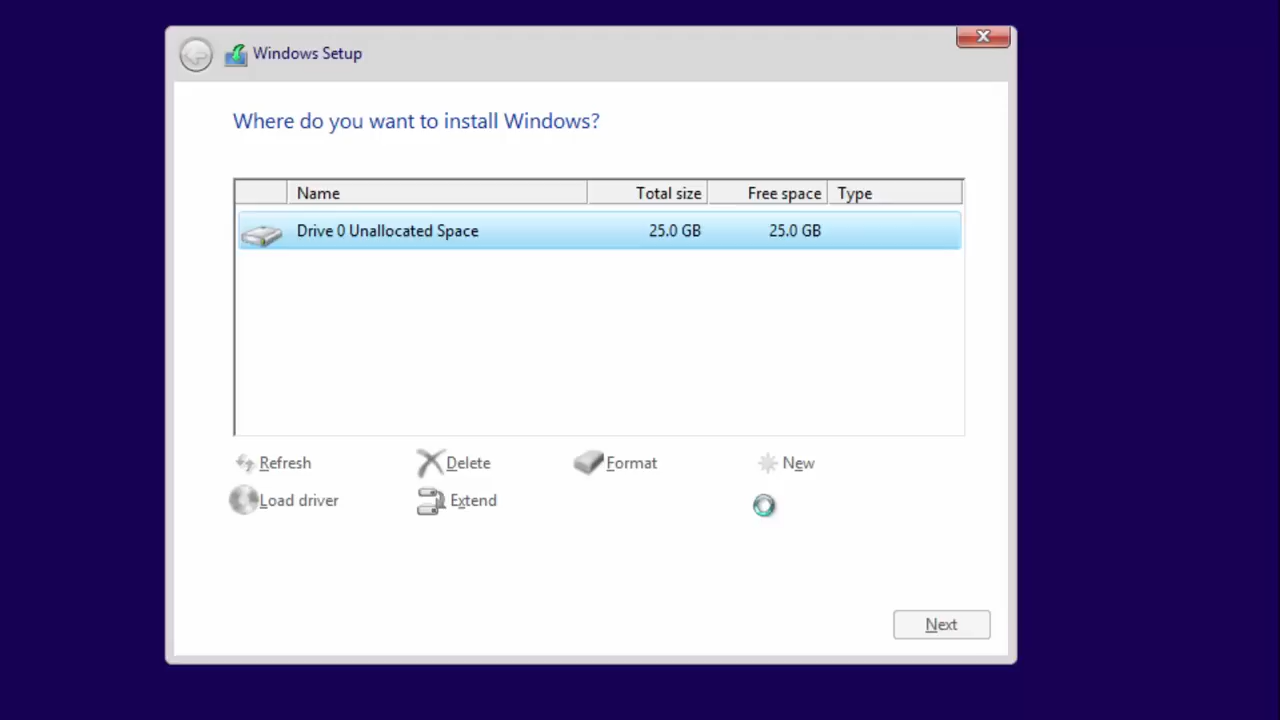 Windows Setup
Where do you want to install Windows?
Name Total size Free space Type
Drive 0 Unallocated Space 25.0 GB 25.0 GB
Refresh Delete Format New
Load driver Extend
Next